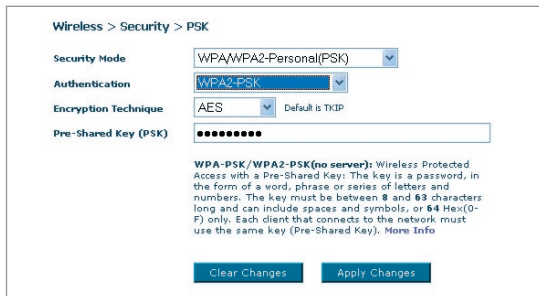 Wireless > Security > PSK
Security Mode WPA/WPA2-Personal(PSK)
Authentication WPA2-PSK
Encryption Technique AES Default is TKIP
Pre-Shared Key (PSK) ●●●●●●●●●
WPA-PSK/WPA2-PSK(no server): Wireless Protected
Access with a Pre-Shared Key: The key is a password, in
the form of a word, phrase or series of letters and
numbers. The key must be between 8 and 63 characters
long and can include spaces and symbols, or 64 Hex(0-
F) only. Each client that connects to the network must
use the same key (Pre-Shared Key). More Info
Clear Changes Apply Changes